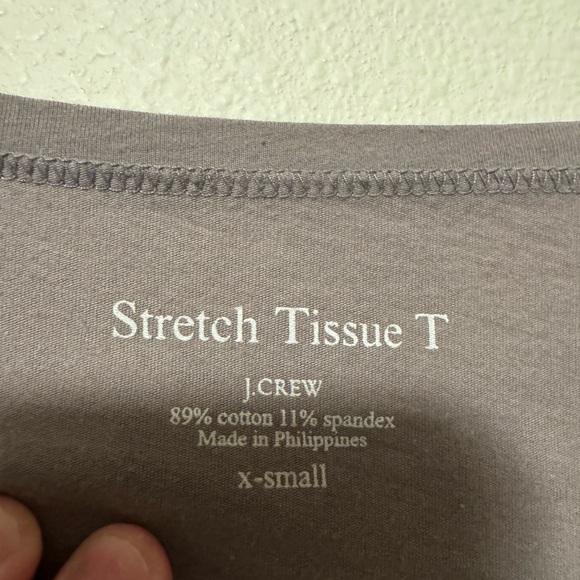 Stretch Tissue T
J.CREW
89% cotton 11% spandex
Made in Philippines
x-small